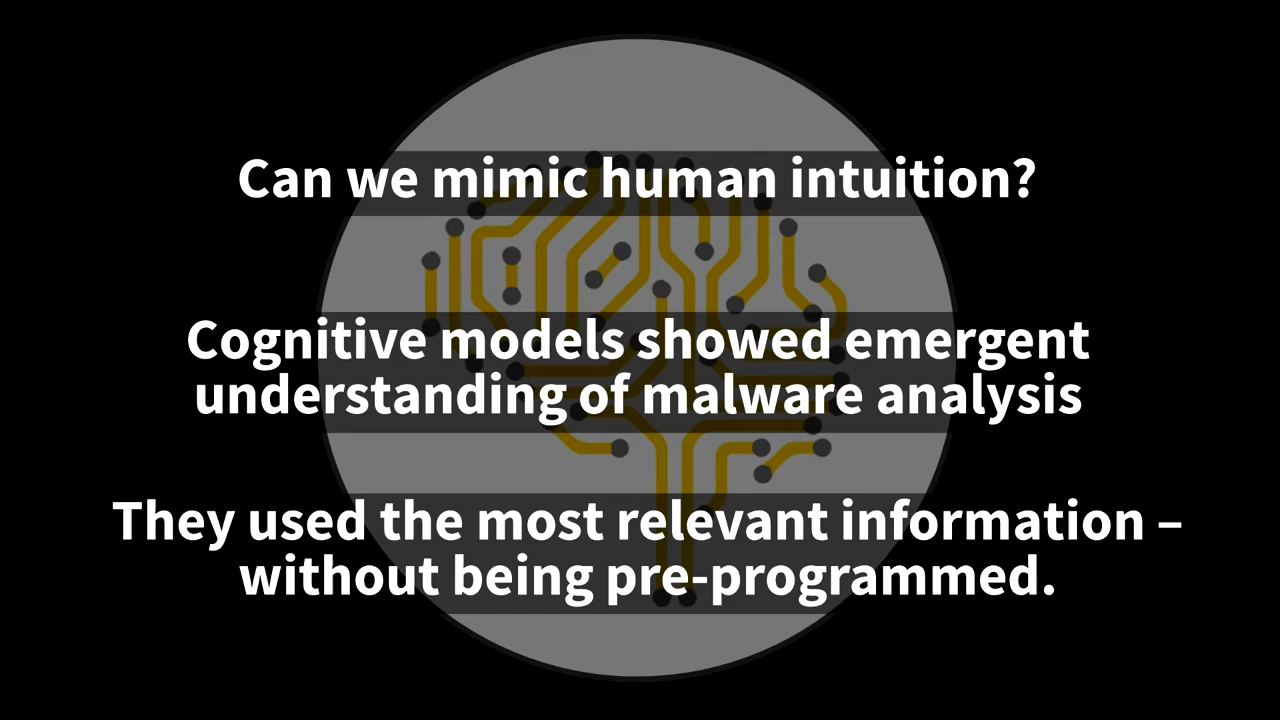 Can we mimic human intuition?
Cognitive models showed emergent
understanding of malware analysis
They used the most relevant information –
without being pre-programmed.